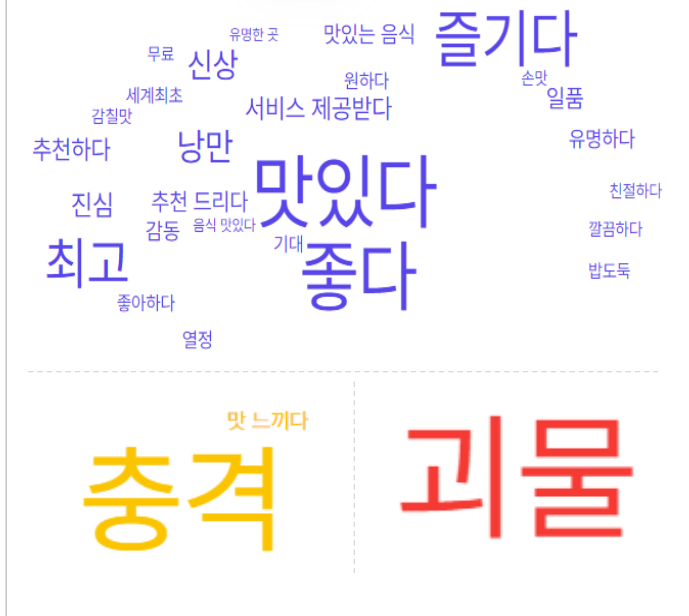 유명한 곳
맛있는 음식
즐기다
무료
신상
원하다
손맛
세계최초
일품
감칠맛
서비스 제공받다
추천하다
낭만
유명하다
맛있다
친절하다
진심
추천 드리다
감동
음식 맛있다
깔끔하다
기대
최고
좋다
밥도둑
좋아하다
열정
맛 느끼다
충격
괴물